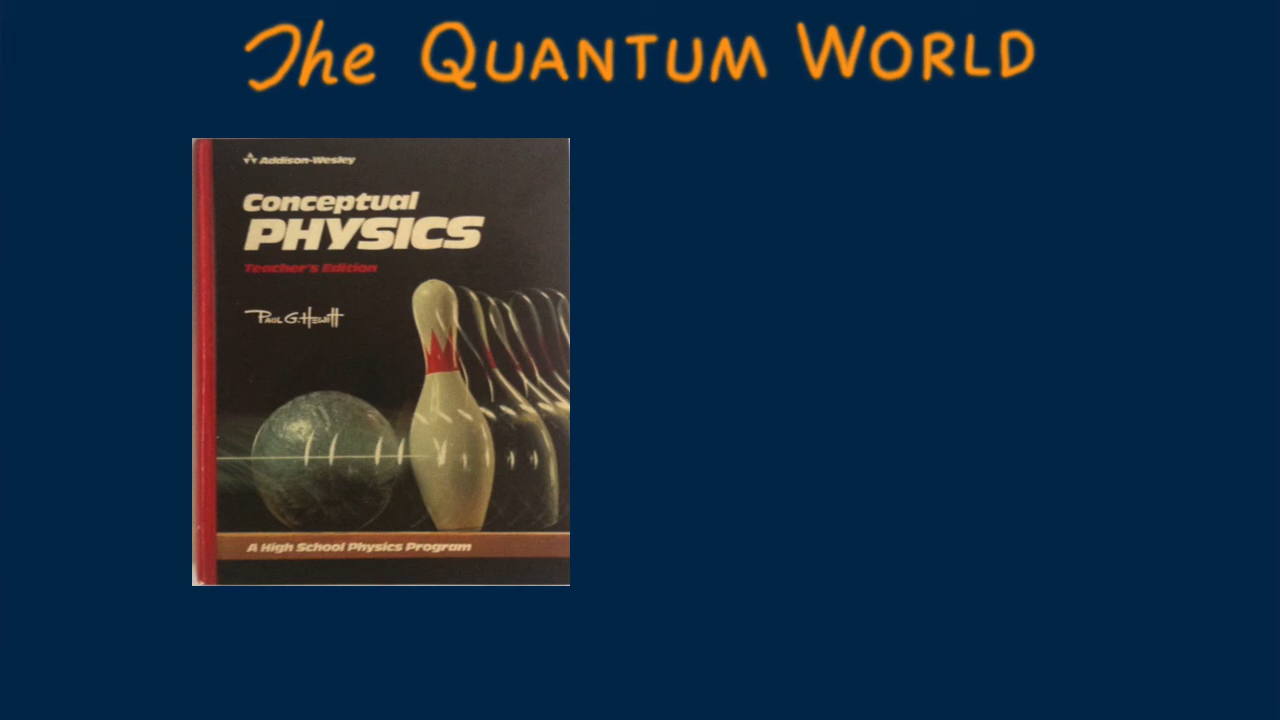 The QUANTUM WORLD
Addison-Wesley
Conceptual
PHYSICS
Teacher's Edition
PAUL G. HEWITT
A High School Physics Program